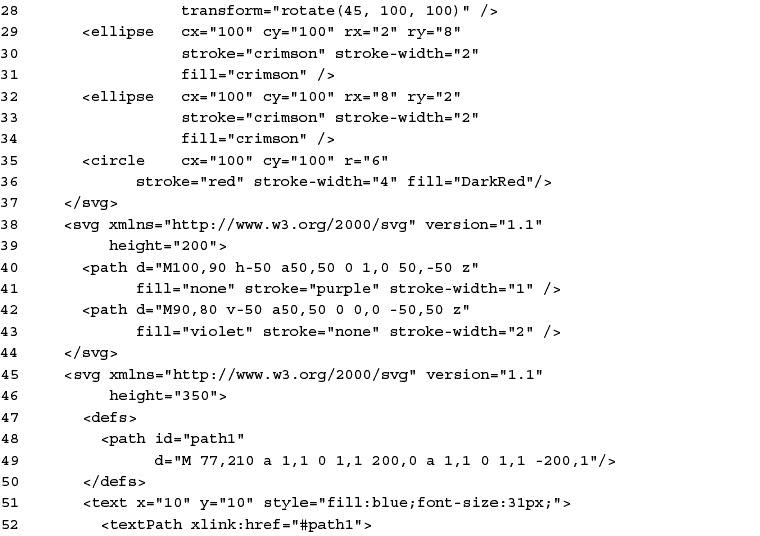 28                  transform="rotate(45, 100, 100)" />
29       <ellipse   cx="100" cy="100" rx="2" ry="8"
30                  stroke="crimson" stroke-width="2"
31                  fill="crimson" />
32       <ellipse   cx="100" cy="100" rx="8" ry="2"
33                  stroke="crimson" stroke-width="2"
34                  fill="crimson" />
35       <circle    cx="100" cy="100" r="6"
36             stroke="red" stroke-width="4" fill="DarkRed"/>
37     </svg>
38     <svg xmlns="http://www.w3.org/2000/svg" version="1.1"
39          height="200">
40       <path d="M100,90 h-50 a50,50 0 1,0 50,-50 z"
41             fill="none" stroke="purple" stroke-width="1" />
42       <path d="M90,80 v-50 a50,50 0 0,0 -50,50 z"
43             fill="violet" stroke="none" stroke-width="2" />
44     </svg>
45     <svg xmlns="http://www.w3.org/2000/svg" version="1.1"
46          height="350">
47       <defs>
48         <path id="path1"
49               d="M 77,210 a 1,1 0 1,1 200,0 a 1,1 0 1,1 -200,1"/>
50       </defs>
51       <text x="10" y="10" style="fill:blue;font-size:31px;">
52         <textPath xlink:href="#path1">